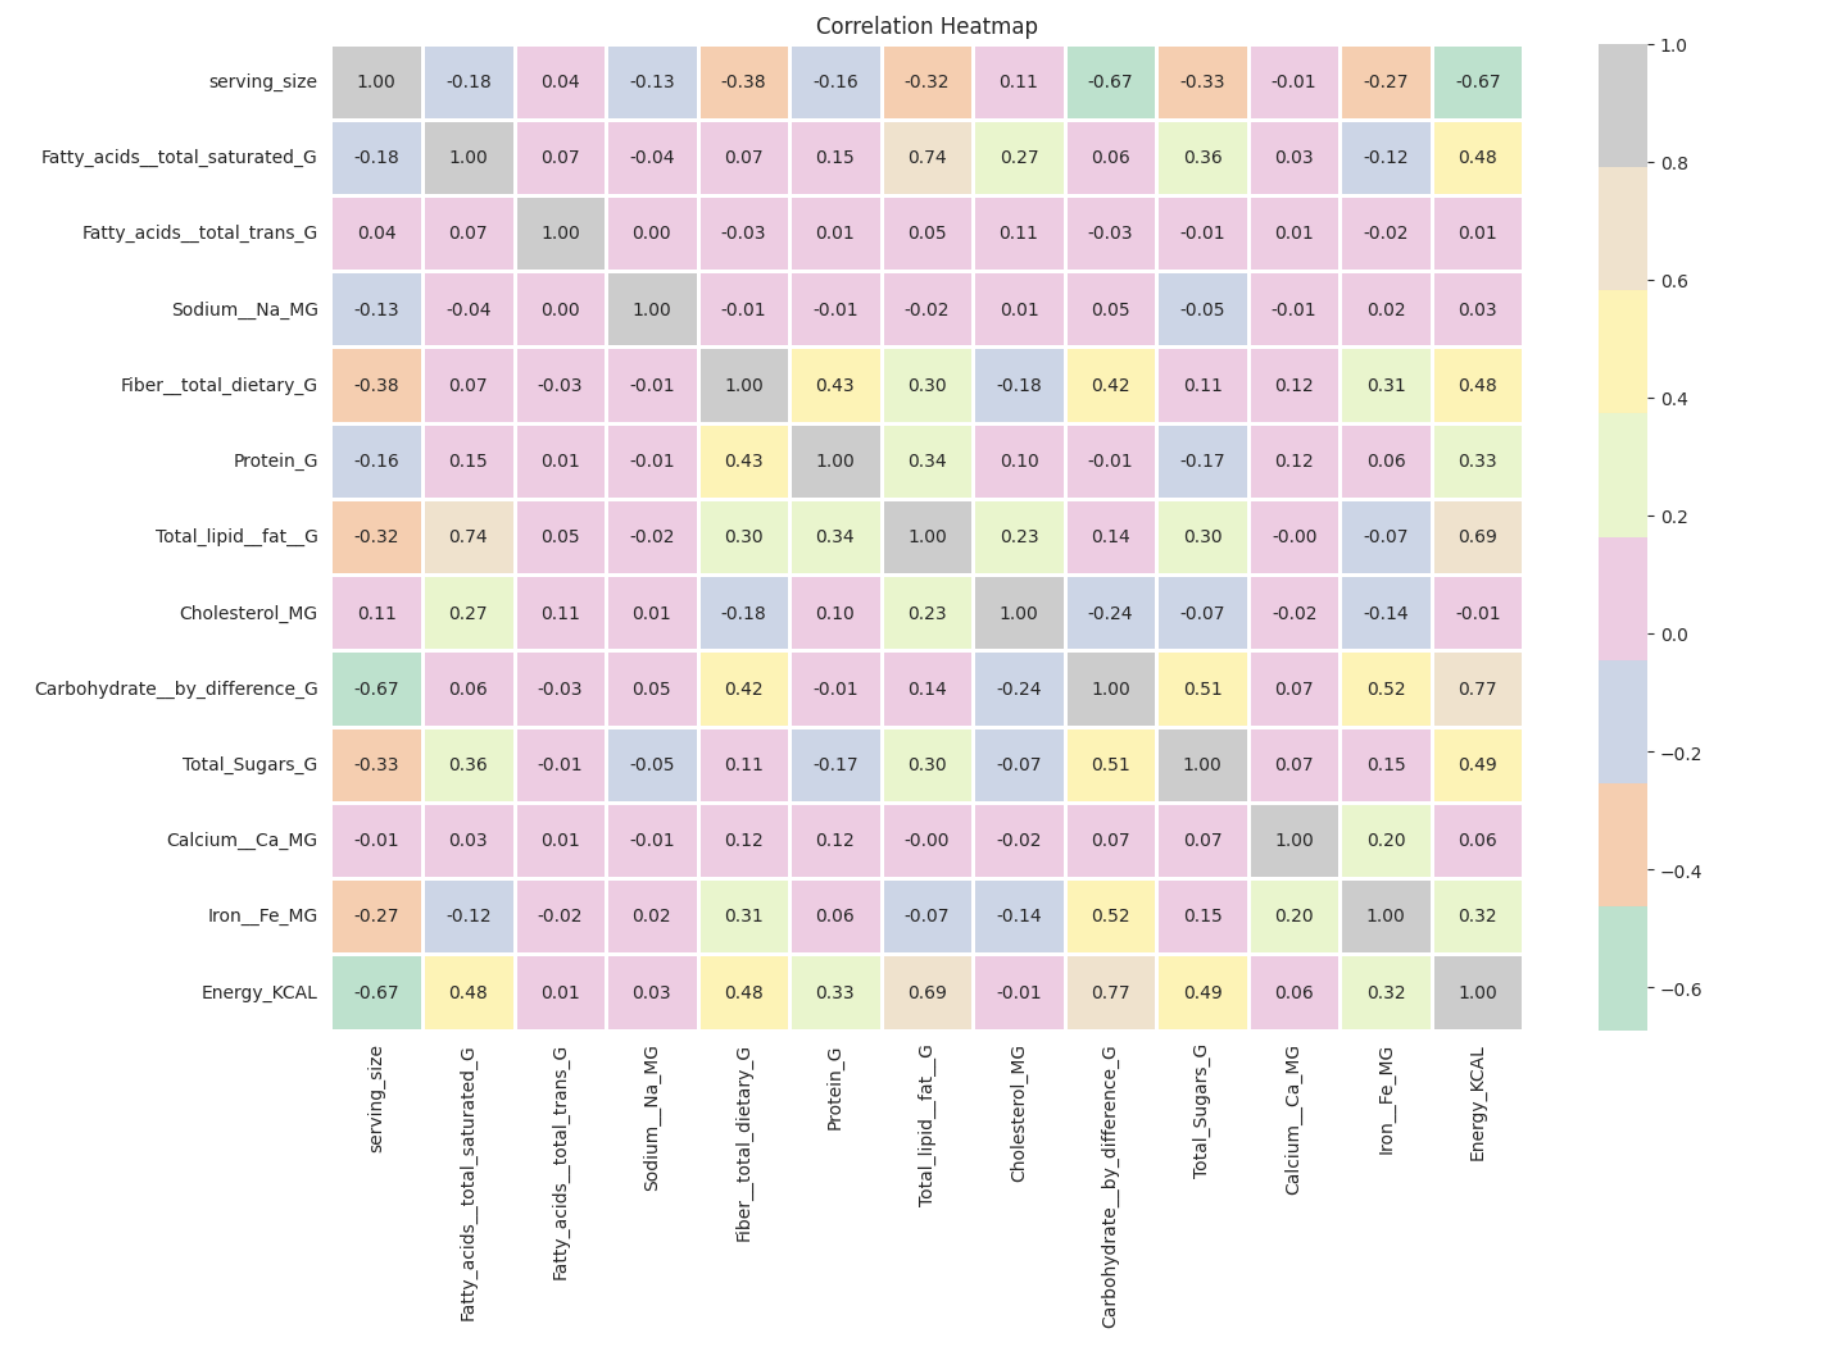 Correlation Heatmap
serving_size 1.00 -0.18 0.04 -0.13 -0.38 -0.16 -0.32 0.11 -0.67 -0.33 -0.01 -0.27 -0.67
Fatty_acids__total_saturated_G -0.18 1.00 0.07 -0.04 0.07 0.15 0.74 0.27 0.06 0.36 0.03 -0.12 0.48
Fatty_acids__total_trans_G 0.04 0.07 1.00 0.00 -0.03 0.01 0.05 0.11 -0.03 -0.01 0.01 -0.02 0.01
Sodium__Na_MG -0.13 -0.04 0.00 1.00 -0.01 -0.01 -0.02 0.01 0.05 -0.05 -0.01 0.02 0.03
Fiber__total_dietary_G -0.38 0.07 -0.03 -0.01 1.00 0.43 0.30 -0.18 0.42 0.11 0.12 0.31 0.48
Protein_G -0.16 0.15 0.01 -0.01 0.43 1.00 0.34 0.10 -0.01 -0.17 0.12 0.06 0.33
Total_lipid__fat__G -0.32 0.74 0.05 -0.02 0.30 0.34 1.00 0.23 0.14 0.30 -0.00 -0.07 0.69
Cholesterol_MG 0.11 0.27 0.11 0.01 -0.18 0.10 0.23 1.00 -0.24 -0.07 -0.02 -0.14 -0.01
Carbohydrate__by_difference_G -0.67 0.06 -0.03 0.05 0.42 -0.01 0.14 -0.24 1.00 0.51 0.07 0.52 0.77
Total_Sugars_G -0.33 0.36 -0.01 -0.05 0.11 -0.17 0.30 -0.07 0.51 1.00 0.07 0.15 0.49
Calcium__Ca_MG -0.01 0.03 0.01 -0.01 0.12 0.12 -0.00 -0.02 0.07 0.07 1.00 0.20 0.06
Iron__Fe_MG -0.27 -0.12 -0.02 0.02 0.31 0.06 -0.07 -0.14 0.52 0.15 0.20 1.00 0.32
Energy_KCAL -0.67 0.48 0.01 0.03 0.48 0.33 0.69 -0.01 0.77 0.49 0.06 0.32 1.00
serving_size
Fatty_acids__total_saturated_G
Fatty_acids__total_trans_G
Sodium__Na_MG
Fiber__total_dietary_G
Protein_G
Total_lipid__fat__G
Cholesterol_MG
Carbohydrate__by_difference_G
Total_Sugars_G
Calcium__Ca_MG
Iron__Fe_MG
Energy_KCAL
1.0
0.8
0.6
0.4
0.2
0.0
−0.2
−0.4
−0.6